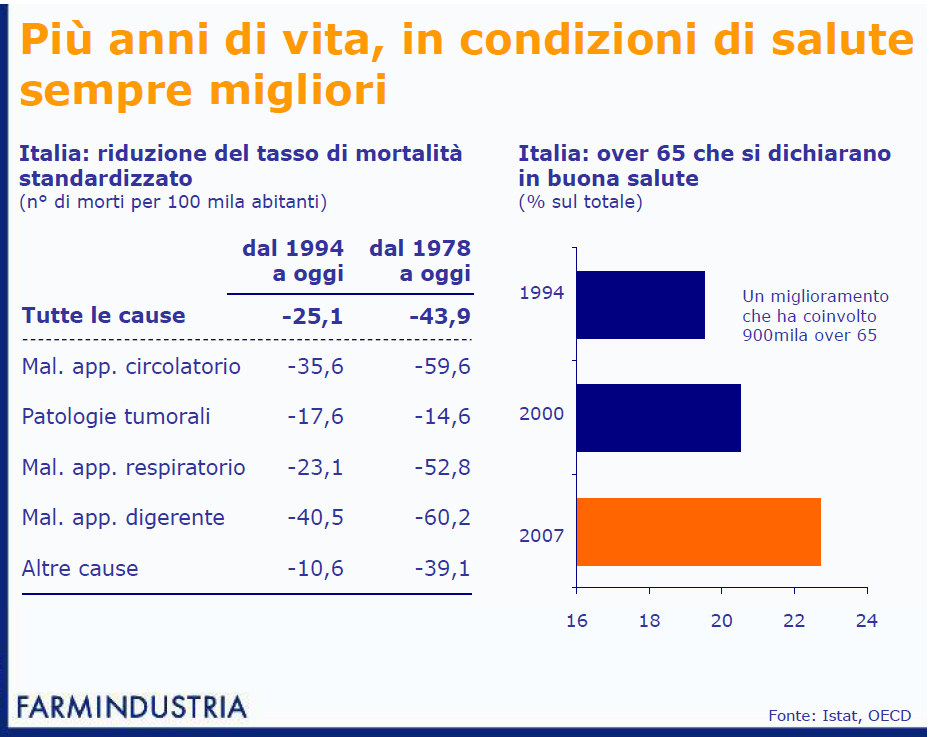 Più anni di vita, in condizioni di salute
sempre migliori
Italia: riduzione del tasso di mortalità
standardizzato
(n° di morti per 100 mila abitanti)
dal 1994 dal 1978
a oggi a oggi
Tutte le cause -25,1 -43,9
Mal. app. circolatorio -35,6 -59,6
Patologie tumorali -17,6 -14,6
Mal. app. respiratorio -23,1 -52,8
Mal. app. digerente -40,5 -60,2
Altre cause -10,6 -39,1
Italia: over 65 che si dichiarano
in buona salute
(% sul totale)
1994
Un miglioramento
che ha coinvolto
900mila over 65
2000
2007
16 18 20 22 24
FARMINDUSTRIA
Fonte: Istat, OECD